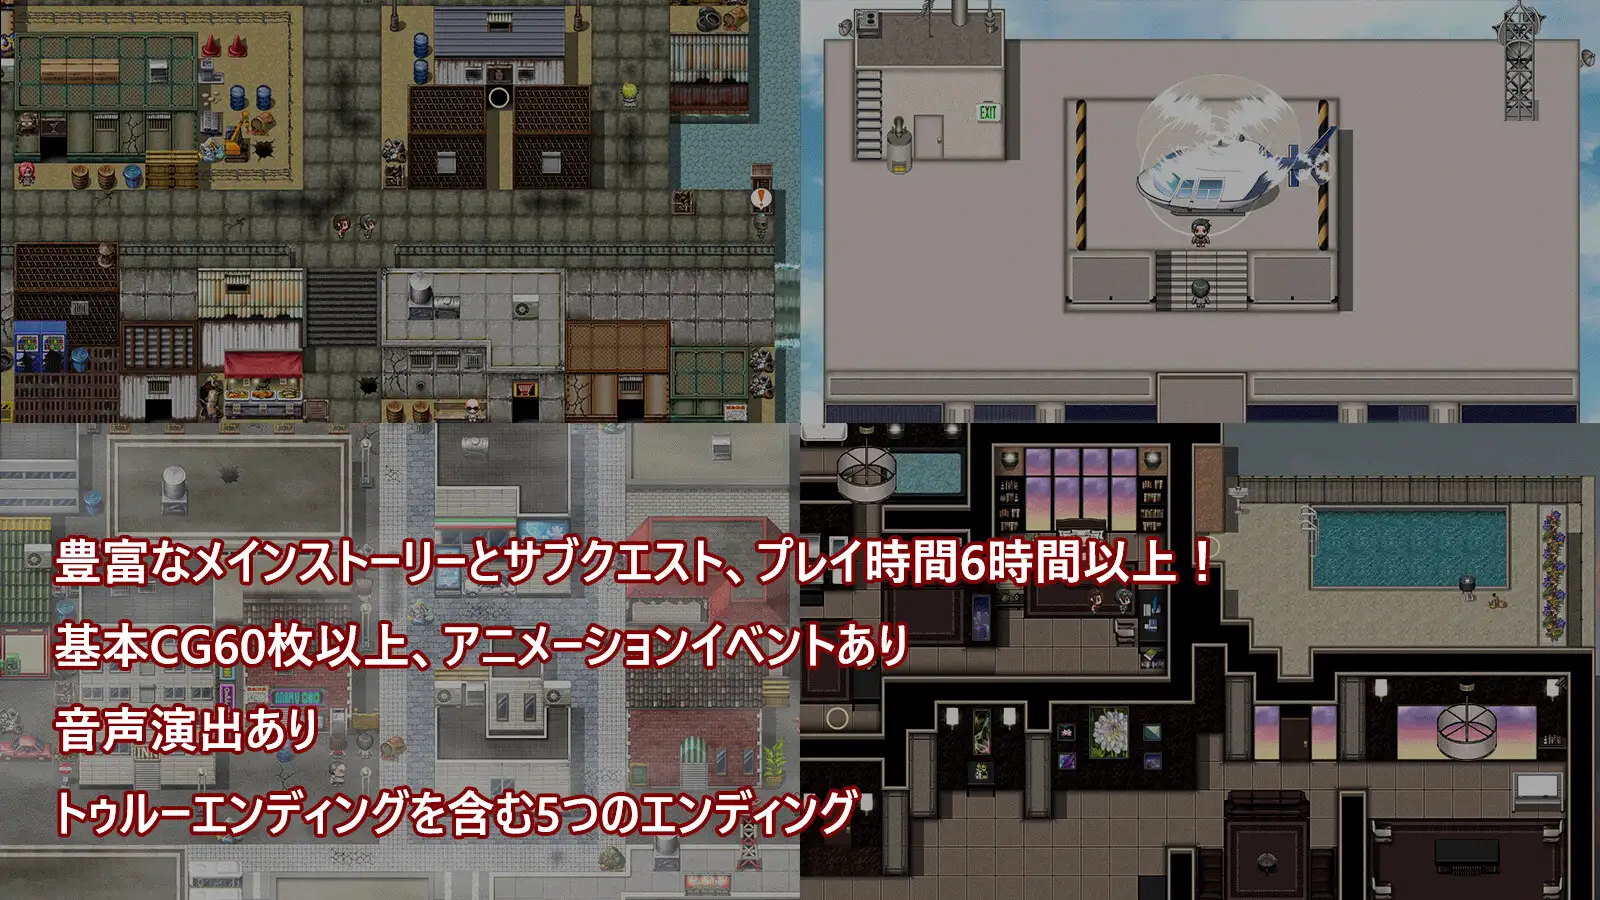 EXIT
豊富なメインストーリーとサブクエスト、プレイ時間6時間以上！
基本CG60枚以上、アニメーションイベントあり
音声演出あり
トゥルーエンディングを含む5つのエンディング
INN